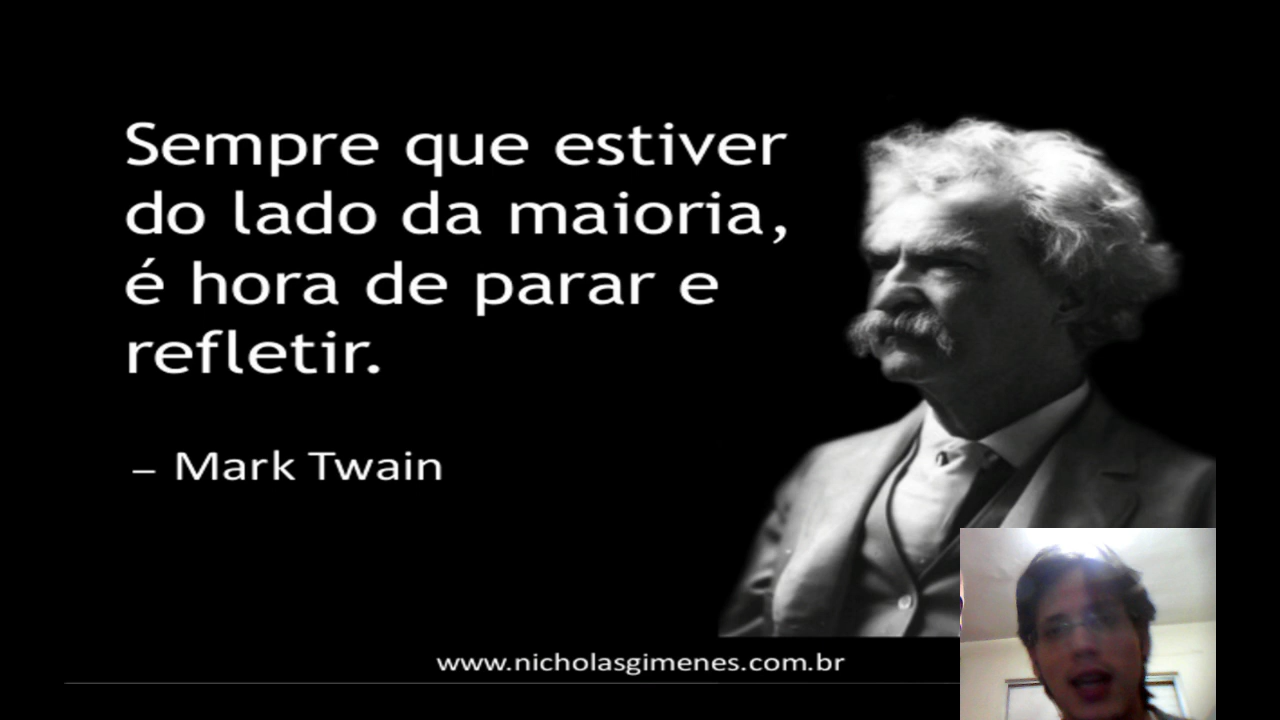 Sempre que estiver
do lado da maioria,
é hora de parar e
refletir.
– Mark Twain
www.nicholasgimenes.com.br